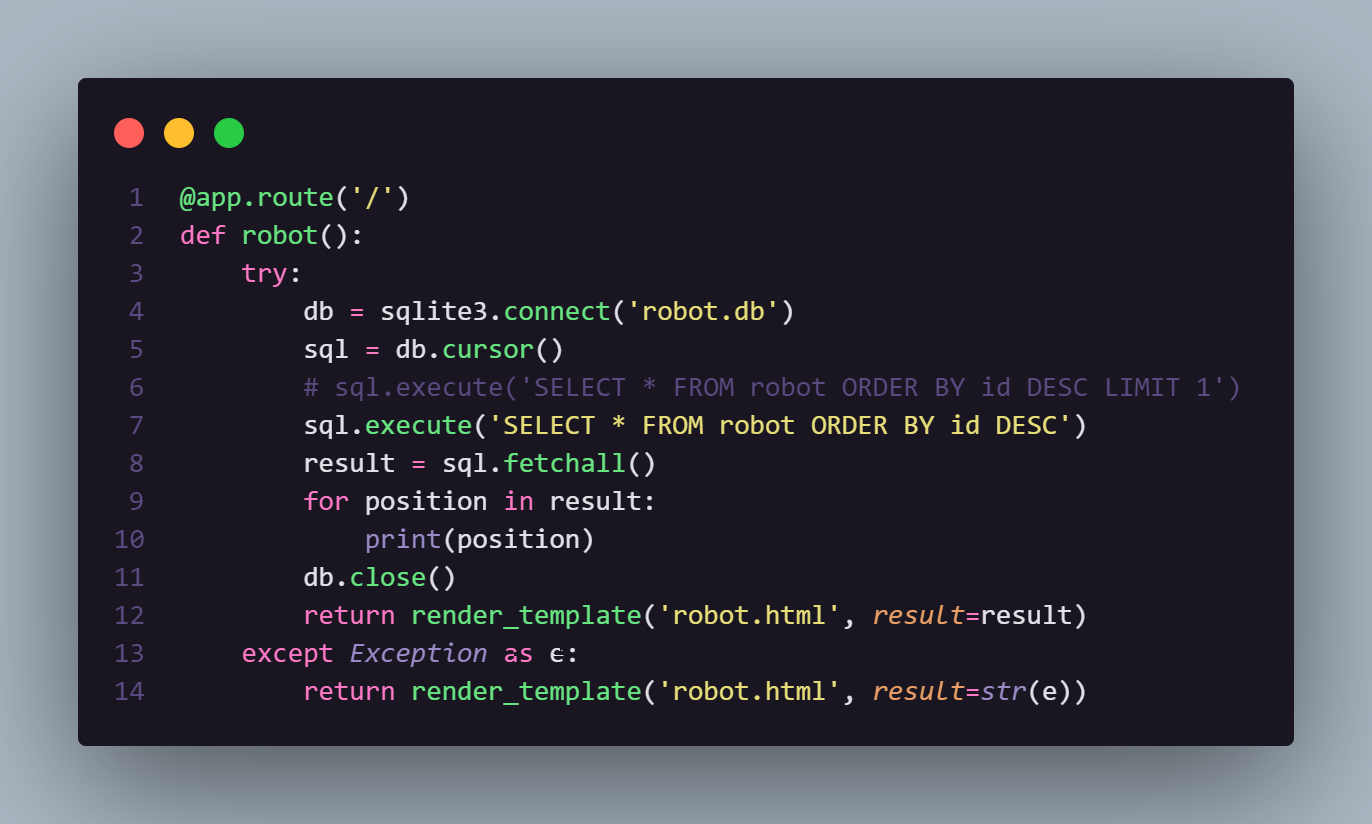 1 @app.route('/')
2 def robot():
3     try:
4         db = sqlite3.connect('robot.db')
5         sql = db.cursor()
6         # sql.execute('SELECT * FROM robot ORDER BY id DESC LIMIT 1')
7         sql.execute('SELECT * FROM robot ORDER BY id DESC')
8         result = sql.fetchall()
9         for position in result:
10             print(position)
11         db.close()
12         return render_template('robot.html', result=result)
13     except Exception as e:
14         return render_template('robot.html', result=str(e))